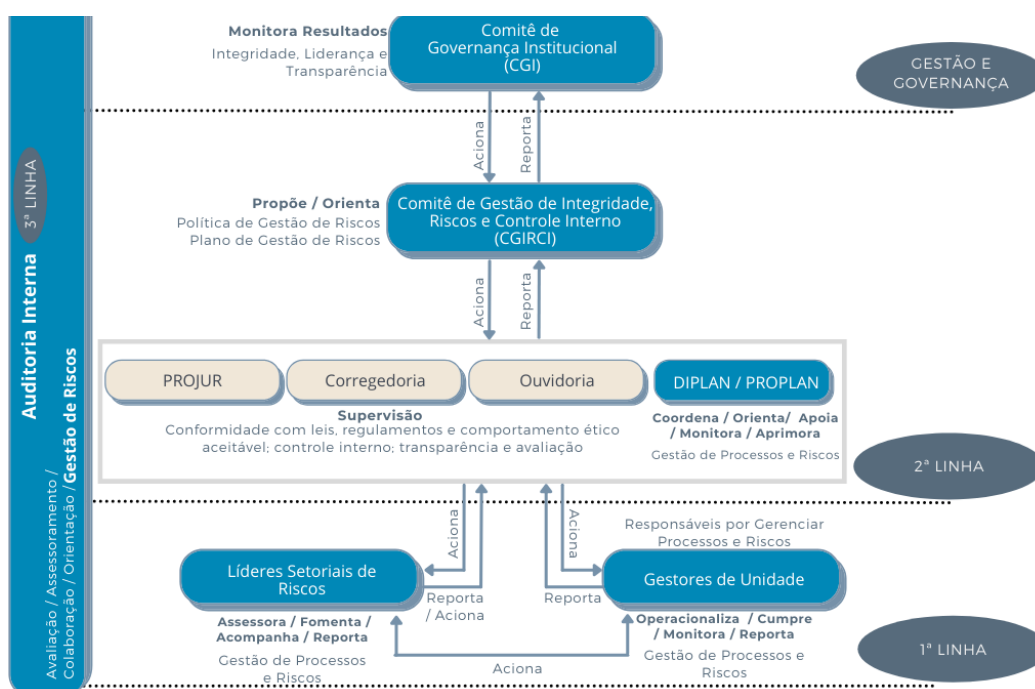 Monitora Resultados
Integridade, Liderança e
Transparência
Comitê de
Governança Institucional
(CGI)
GESTÃO E
GOVERNANÇA
Aciona
Reporta
Propõe / Orienta
Política de Gestão de Riscos
Plano de Gestão de Riscos
Comitê de Gestão de Integridade,
Riscos e Controle Interno
(CGIRCI)
Aciona
Reporta
3ª LINHA
Auditoria Interna
Avaliação / Assessoramento /
Colaboração / Orientação / Gestão de Riscos
PROJUR
Corregedoria
Ouvidoria
DIPLAN / PROPLAN
Supervisão
Conformidade com leis, regulamentos e comportamento ético
aceitável; controle interno; transparência e avaliação
Coordena / Orienta/ Apoia
/ Monitora / Aprimora
Gestão de Processos e Riscos
2ª LINHA
Aciona
Reporta
/ Aciona
Aciona
Reporta
Responsáveis por Gerenciar
Processos e Riscos
Líderes Setoriais de
Riscos
Gestores de Unidade
Assessora / Fomenta /
Acompanha / Reporta
Gestão de Processos
e Riscos
Operacionaliza / Cumpre
/ Monitora / Reporta
Gestão de Processos e
Riscos
Aciona
1ª LINHA